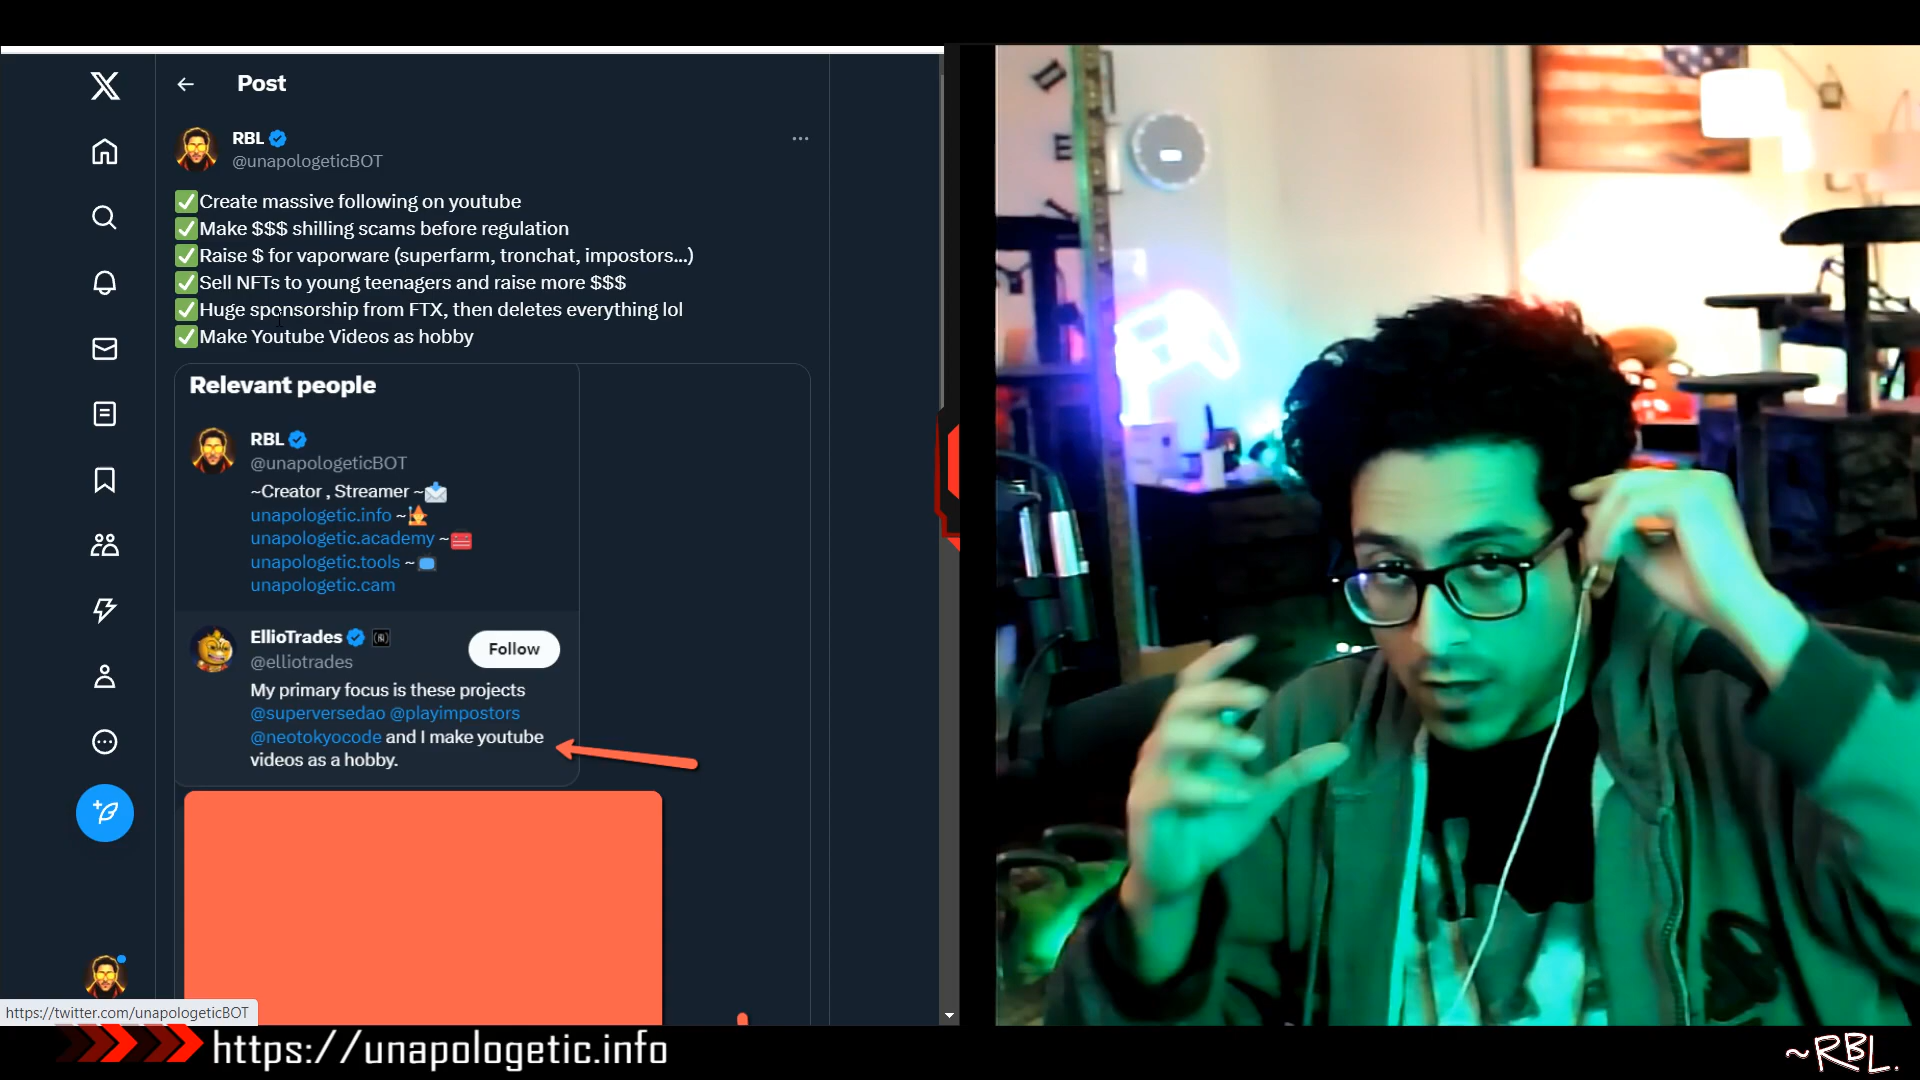 Post
RBL
@unapologeticBOT
✅Create massive following on youtube
✅Make $$$ shilling scams before regulation
✅Raise $ for vaporware (superfarm, tronchat, impostors...)
✅Sell NFTs to young teenagers and raise more $$$
✅Huge sponsorship from FTX, then deletes everything lol
✅Make Youtube Videos as hobby
Relevant people
RBL
@unapologeticBOT
~Creator , Streamer ~
unapologetic.info ~
unapologetic.academy ~
unapologetic.tools ~
unapologetic.cam
EllioTrades
@elliotrades
Follow
My primary focus is these projects
@superversedao @playimpostors
@neotokyocode and I make youtube
videos as a hobby.
https://twitter.com/unapologeticBOT
https://unapologetic.info
~RBL.